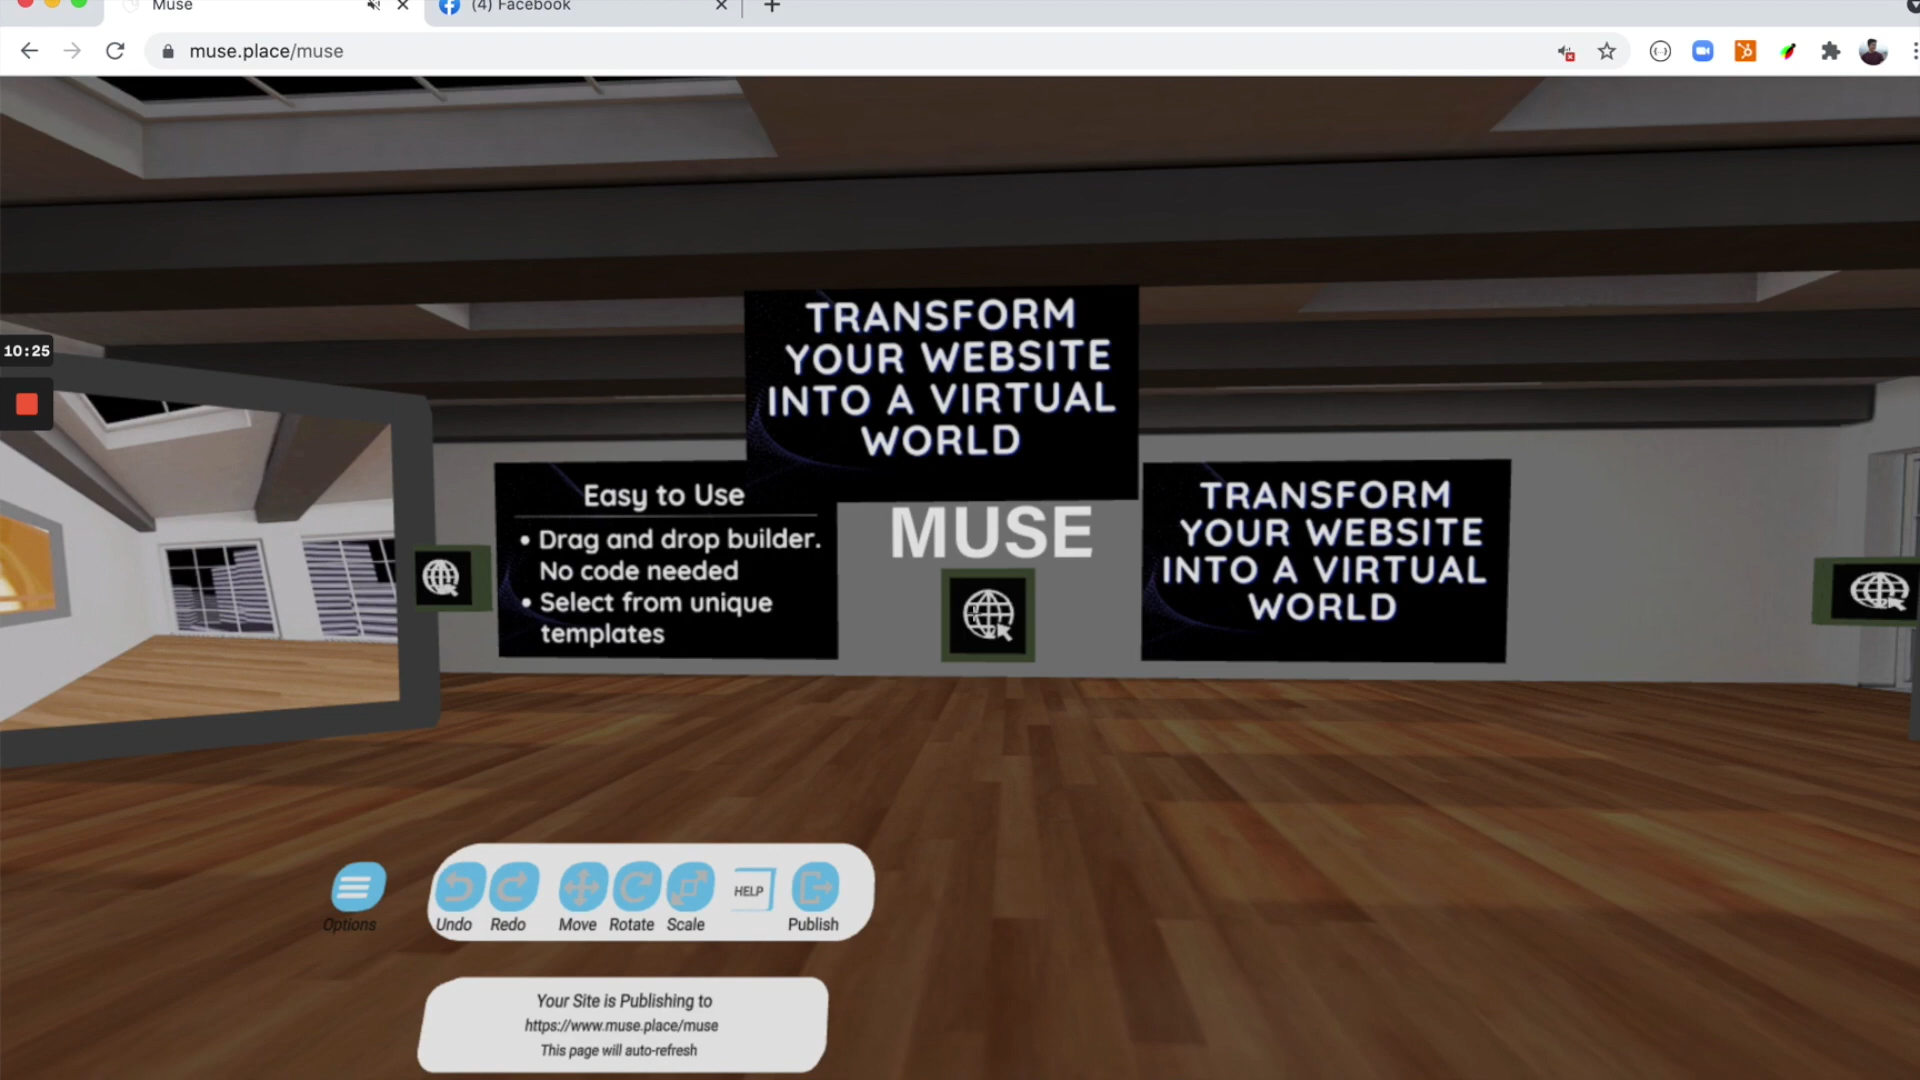 Muse
(4) Facebook
muse.place/muse
TRANSFORM
YOUR WEBSITE
INTO A VIRTUAL
WORLD
10:25
Easy to Use
• Drag and drop builder.
No code needed
• Select from unique
templates
MUSE
TRANSFORM
YOUR WEBSITE
INTO A VIRTUAL
WORLD
Options
Undo Redo Move Rotate Scale HELP Publish
Your Site is Publishing to
https://www.muse.place/muse
This page will auto-refresh